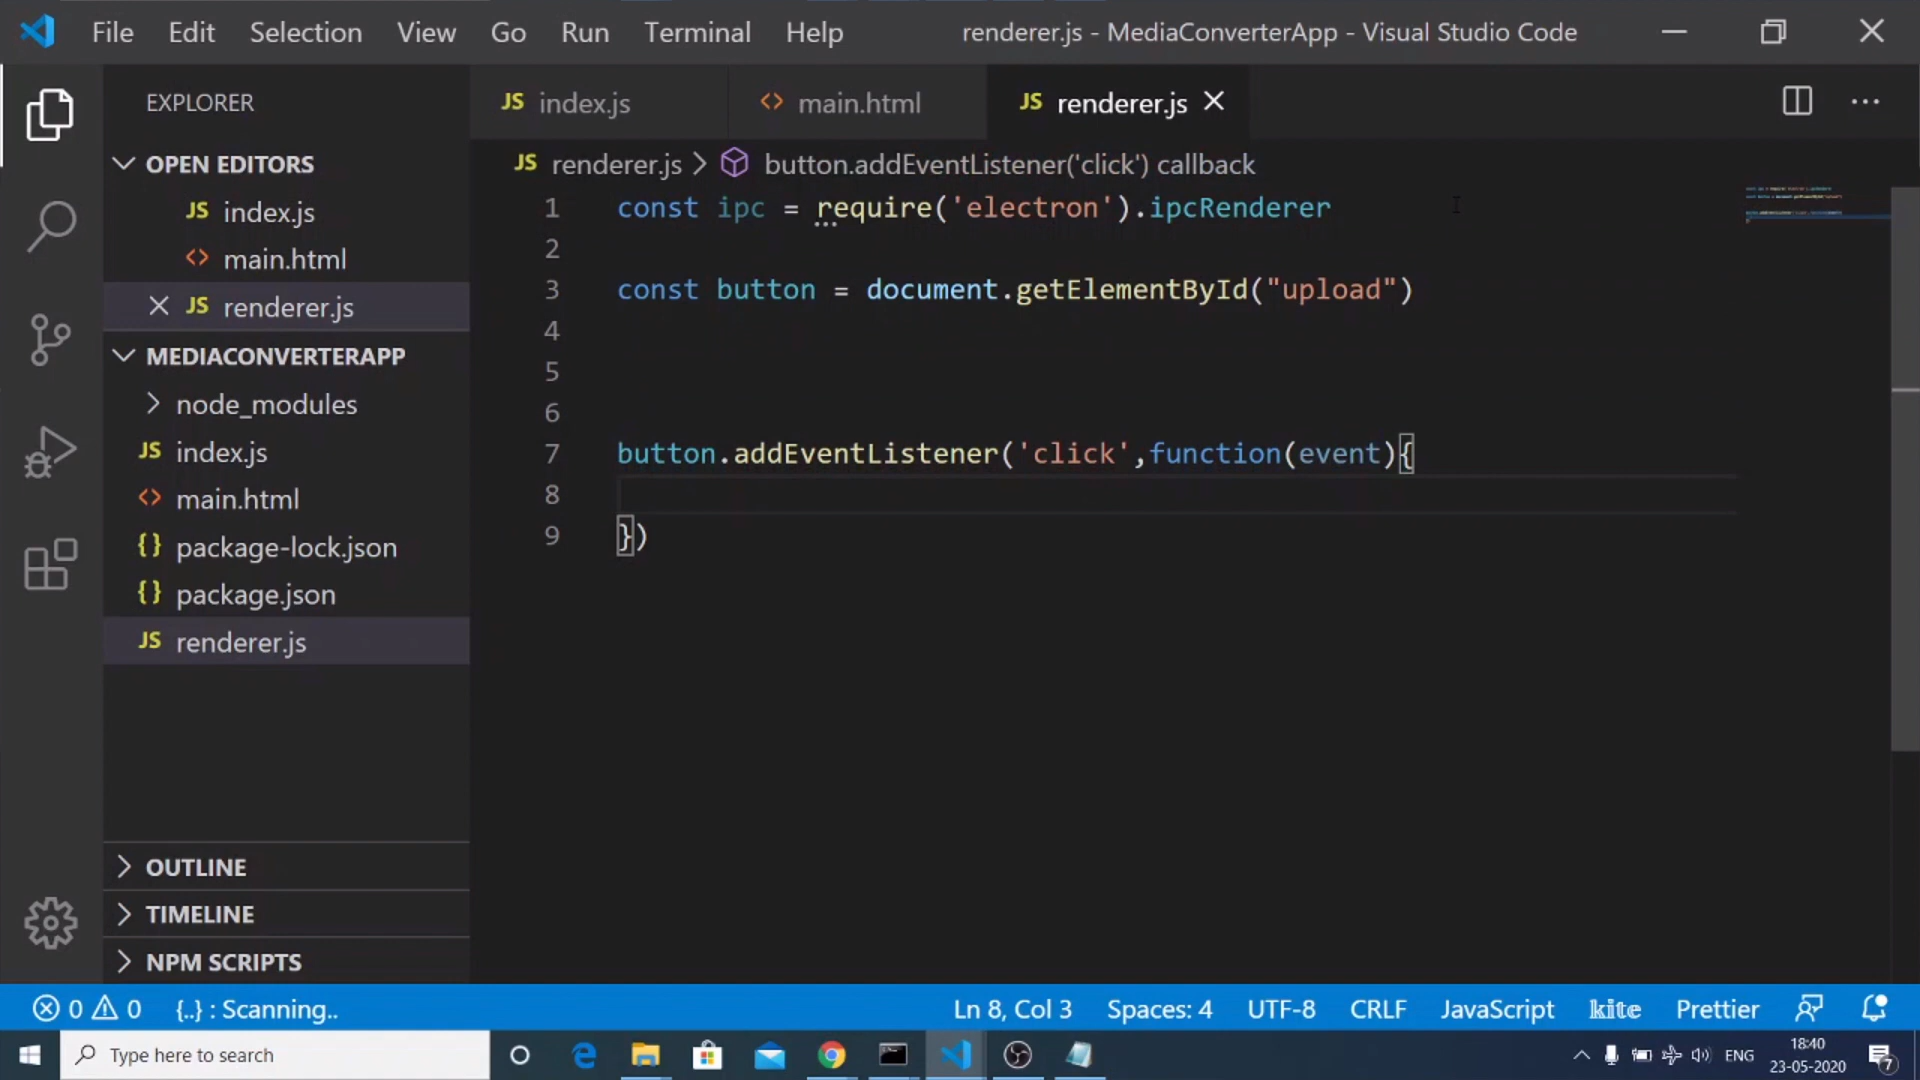 File Edit Selection View Go Run Terminal Help renderer.js - MediaConverterApp - Visual Studio Code
EXPLORER
JS index.js <> main.html JS renderer.js
OPEN EDITORS
JS index.js
<> main.html
JS renderer.js
MEDIACONVERTERAPP
node_modules
JS index.js
<> main.html
{} package-lock.json
{} package.json
JS renderer.js
OUTLINE
TIMELINE
NPM SCRIPTS
JS renderer.js > button.addEventListener('click') callback
1 const ipc = require('electron').ipcRenderer
2
3 const button = document.getElementById("upload")
4
5
6
7 button.addEventListener('click',function(event){
8
9 })
0 0 {..} : Scanning.. Ln 8, Col 3 Spaces: 4 UTF-8 CRLF JavaScript kite Prettier
Type here to search ENG 18:40
23-05-2020 7